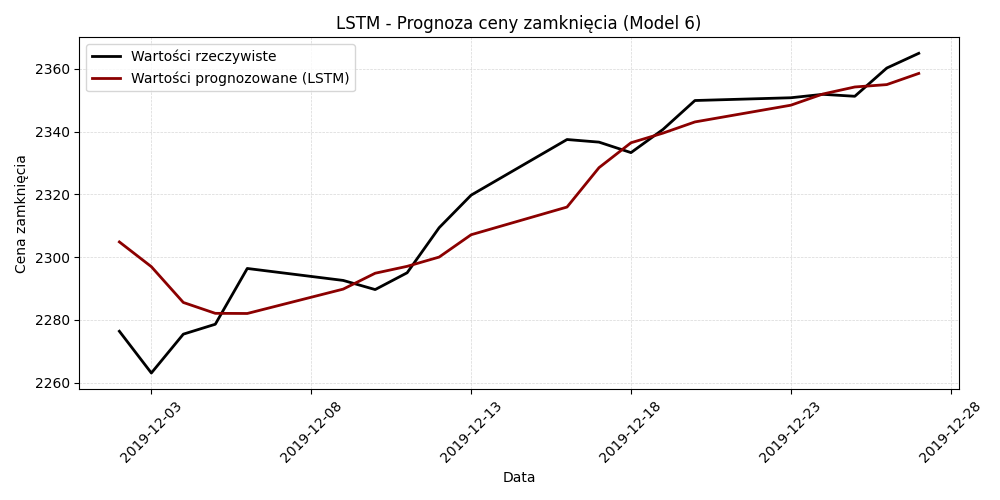 LSTM - Prognoza ceny zamknięcia (Model 6)
Wartości rzeczywiste
Wartości prognozowane (LSTM)
Cena zamknięcia
2360
2340
2320
2300
2280
2260
2019-12-03
2019-12-08
2019-12-13
2019-12-18
2019-12-23
2019-12-28
Data